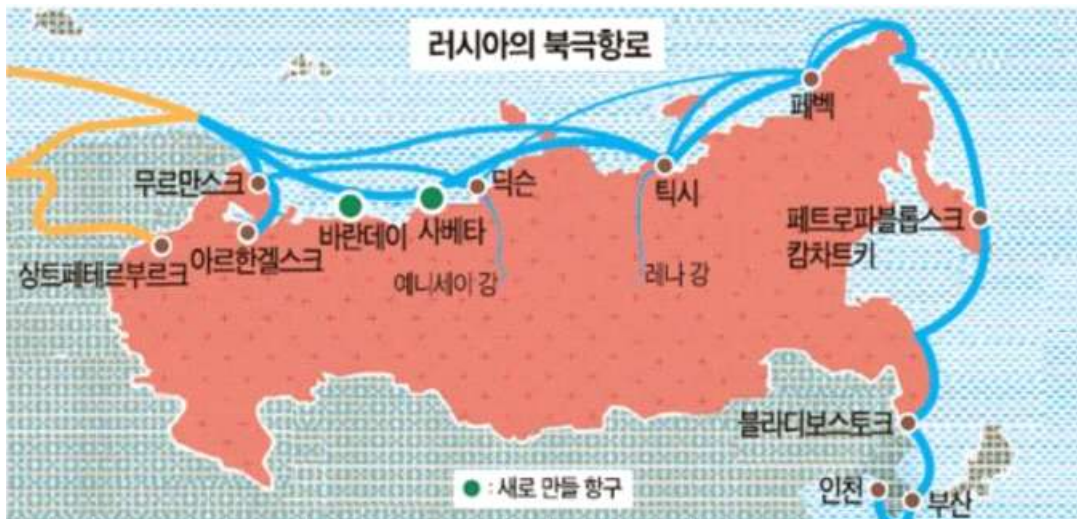 러시아의 북극항로
페벡
무르만스크
딕슨
틱시
바란데이
사베타
페트로파블롭스크
캄차트키
상트페테르부르크
아르한겔스크
예니세이 강
레나 강
블라디보스토크
: 새로 만들 항구
인천
부산